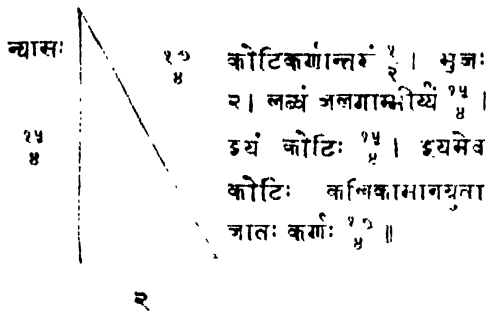 न्यासः
१७
४
१५
४
२
कोटिकर्णान्तरं १/२ । भुजः
२। लब्धं जलगाम्भीर्य्यं १५/४ ।
इयं कोटिः १५/४ । इयमेव
कोटिः कलिकामानयुता
जातः कर्णः १७/४ ॥